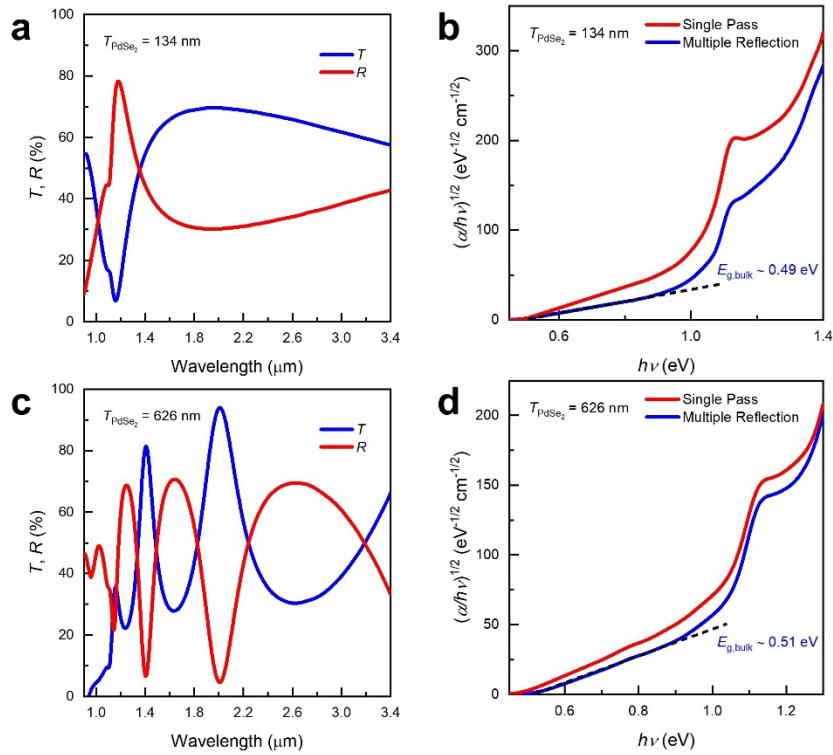 a
T_PdSe₂ = 134 nm
T
R
T, R (%)
100
80
60
40
20
0
0.9 1.4 1.8 2.2 2.6 3.0 3.4
Wavelength (μm)
b
T_PdSe₂ = 134 nm
Single Pass
Multiple Reflection
(α/hν)^1/2 (eV^-1/2 cm^-1/2)
300
200
100
0
E_g,bulk ~ 0.49 eV
0.6 1.0 1.4
hν (eV)
c
T_PdSe₂ = 626 nm
T
R
T, R (%)
100
80
60
40
20
0
0.9 1.4 1.8 2.2 2.6 3.0 3.4
Wavelength (μm)
d
T_PdSe₂ = 626 nm
Single Pass
Multiple Reflection
(α/hν)^1/2 (eV^-1/2 cm^-1/2)
200
150
100
50
0
E_g,bulk ~ 0.51 eV
0.6 0.8 1.0 1.2
hν (eV)